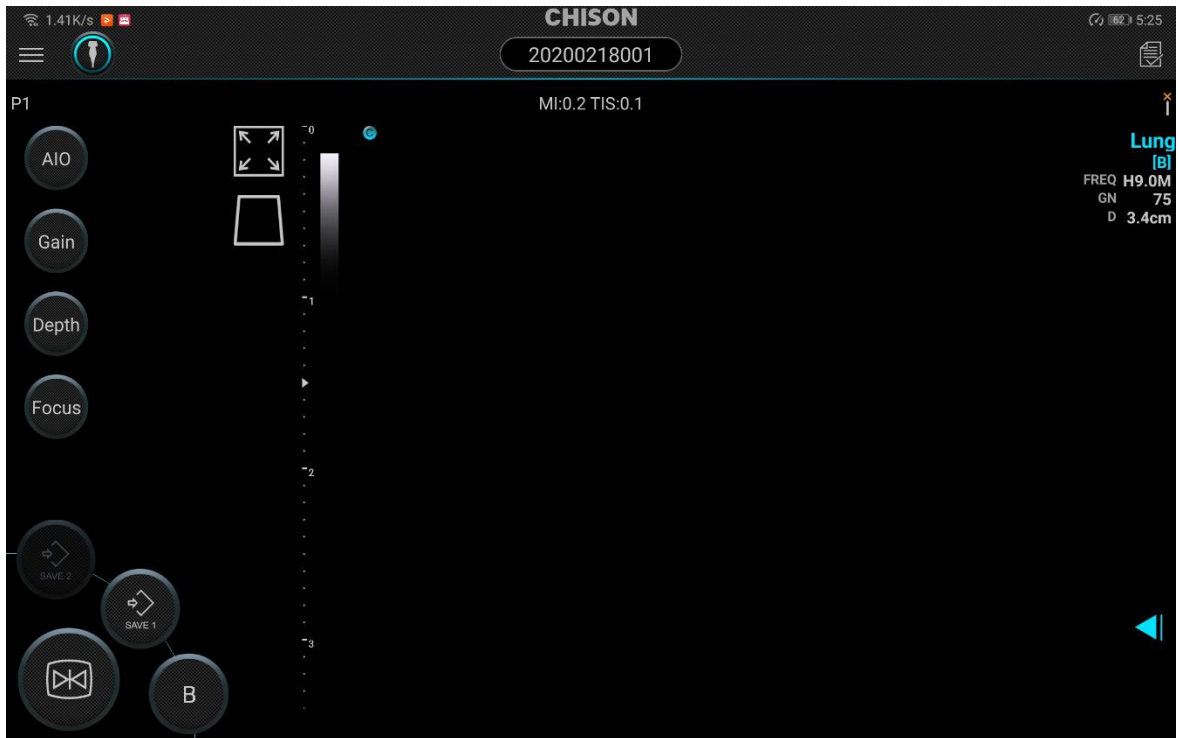 1.41K/s
CHISON
62 5:25
20200218001
P1
MI:0.2 TIS:0.1
Lung
[B]
FREQ H9.0M
GN 75
D 3.4cm
AIO
Gain
Depth
Focus
0
C
1
2
3
SAVE 2
SAVE 1
B